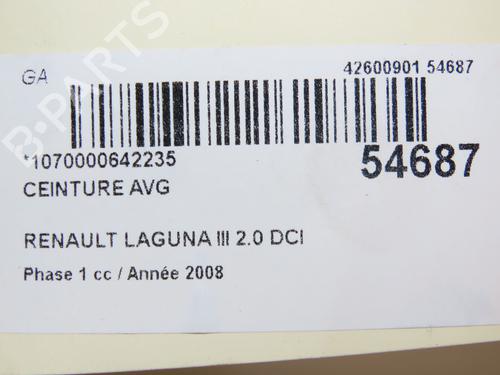 GA
42600901 54687
*1070000642235
54687
CEINTURE AVG
RENAULT LAGUNA III 2.0 DCI
Phase 1 cc / Année 2008
B-PARTS